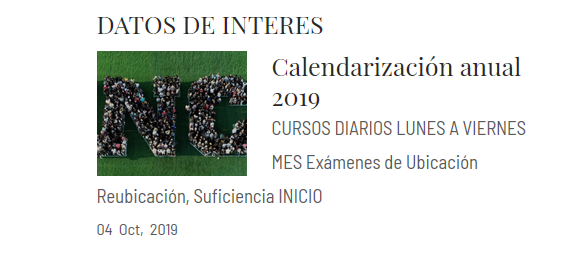 DATOS DE INTERES
NG
Calendarización anual
2019
CURSOS DIARIOS LUNES A VIERNES
MES Exámenes de Ubicación
Reubicación, Suficiencia INICIO
04 Oct, 2019